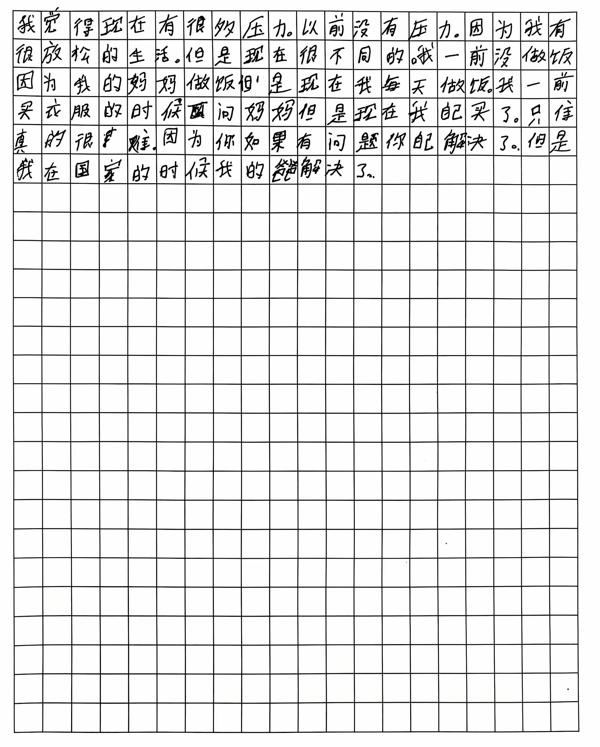 我觉得现在有很多压力。以前没有压力。因为我有
很放松的生活。但是现在很不同的。我一前没做饭
因为我的妈妈做饭但是现在我每天做饭。我一前
买衣服的时候问妈妈但是现在我自己买了。只住
真的很难。因为你如果有问题你自己解决了。但是
我在国家的时候我的爸爸解决了。